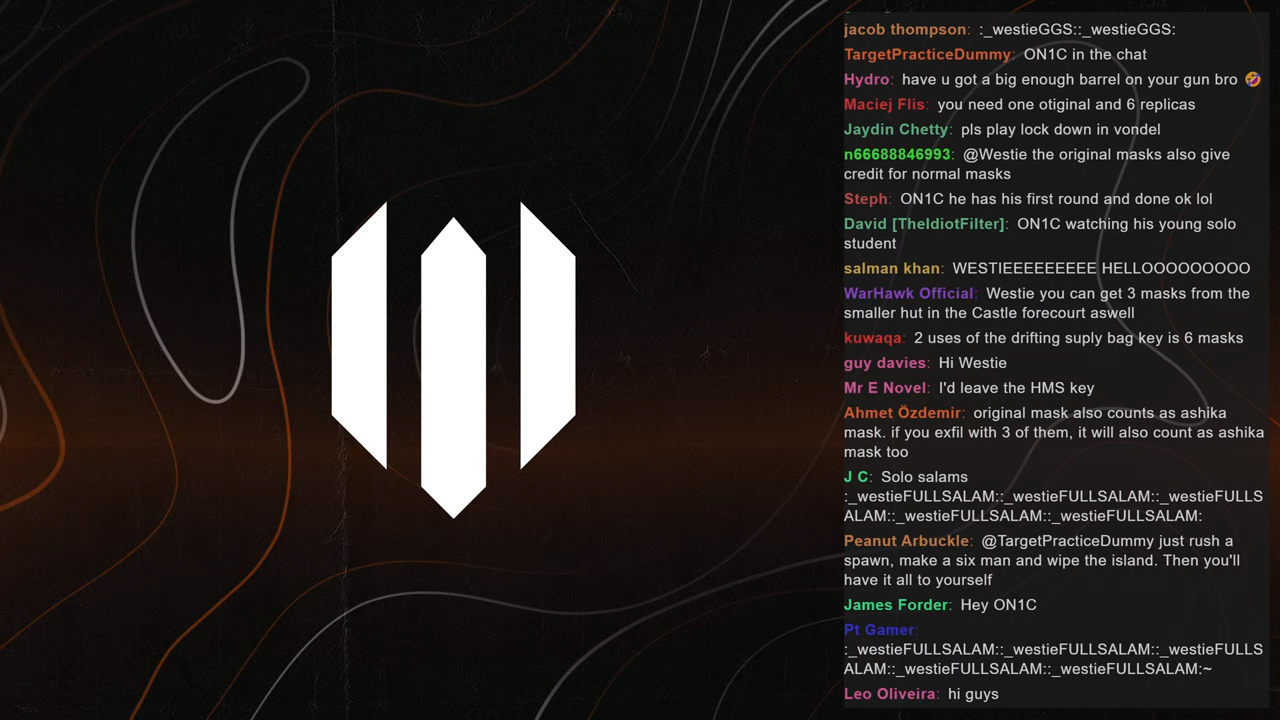 jacob thompson: :_westieGGS::_westieGGS:
TargetPracticeDummy: ON1C in the chat
Hydro: have u got a big enough barrel on your gun bro 🤣
Maciej Flis: you need one otiginal and 6 replicas
Jaydin Chetty: pls play lock down in vondel
n66688846993: @Westie the original masks also give
credit for normal masks
Steph: ON1C he has his first round and done ok lol
David [TheIdiotFilter]: ON1C watching his young solo
student
salman khan: WESTIEEEEEEEEE HELLOOOOOOOOO
WarHawk Official: Westie you can get 3 masks from the
smaller hut in the Castle forecourt aswell
kuwaqa: 2 uses of the drifting suply bag key is 6 masks
guy davies: Hi Westie
Mr E Novel: I'd leave the HMS key
Ahmet Özdemir: original mask also counts as ashika
mask. if you exfil with 3 of them, it will also count as ashika
mask too
J C: Solo salams
:_westieFULLSALAM::_westieFULLSALAM::_westieFULLS
ALAM::_westieFULLSALAM::_westieFULLSALAM:
Peanut Arbuckle: @TargetPracticeDummy just rush a
spawn, make a six man and wipe the island. Then you'll
have it all to yourself
James Forder: Hey ON1C
Pt Gamer:
:_westieFULLSALAM::_westieFULLSALAM::_westieFULLS
ALAM::_westieFULLSALAM::_westieFULLSALAM:~
Leo Oliveira: hi guys